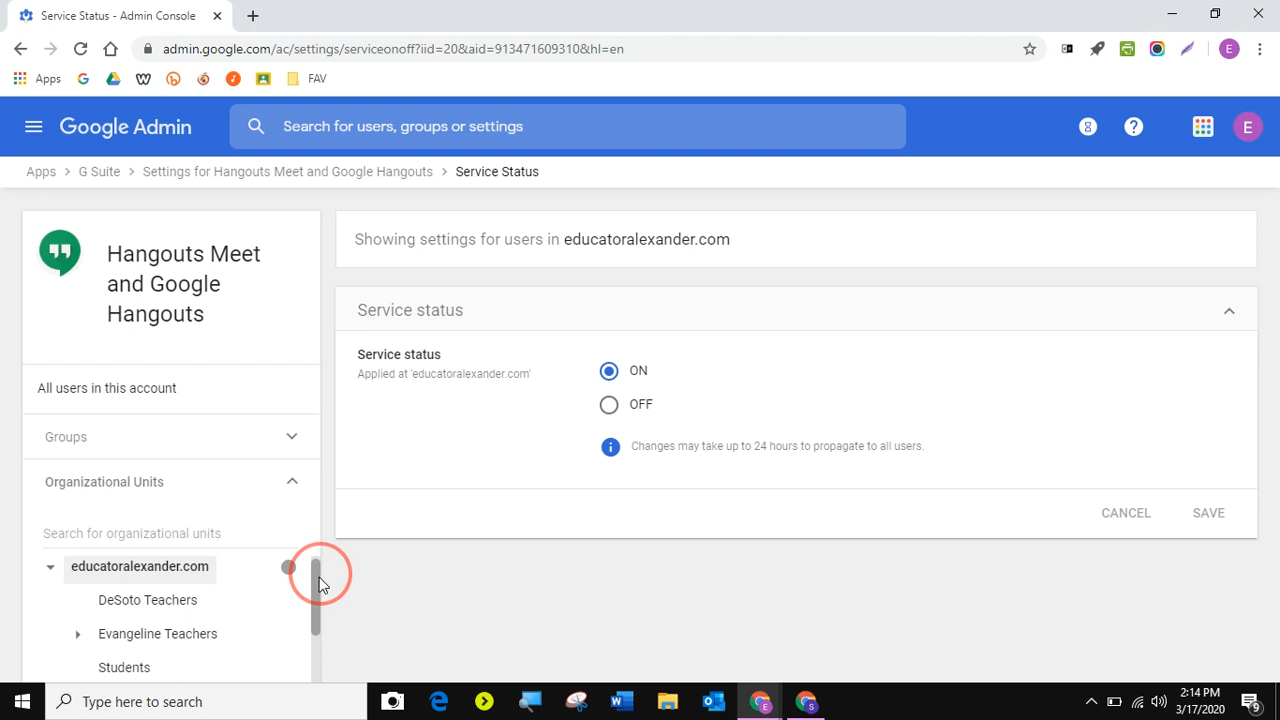 Service Status - Admin Console
admin.google.com/ac/settings/serviceonoff?iid=20&aid=913471609310&hl=en
E
Apps
FAV
Google Admin
Search for users, groups or settings
E
Apps > G Suite > Settings for Hangouts Meet and Google Hangouts > Service Status
Hangouts Meet
and Google
Hangouts
Showing settings for users in educatoralexander.com
Service status
Service status
Applied at 'educatoralexander.com'
ON
OFF
Changes may take up to 24 hours to propagate to all users.
CANCEL
SAVE
All users in this account
Groups
Organizational Units
Search for organizational units
educatoralexander.com
DeSoto Teachers
Evangeline Teachers
Students
Type here to search
2:14 PM
3/17/2020
9